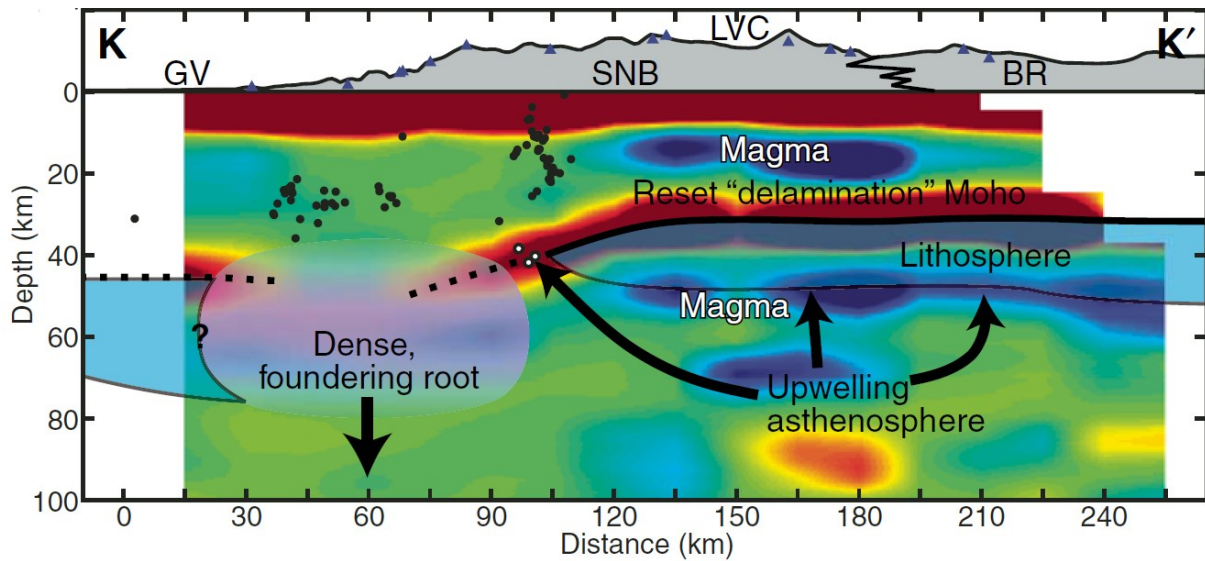 K
LVC
K′
GV
SNB
BR
0
20
40
60
80
100
Depth (km)
Magma
Reset “delamination” Moho
Lithosphere
Magma
?
Dense,
foundering root
Upwelling
asthenosphere
0 30 60 90 120 150 180 210 240
Distance (km)